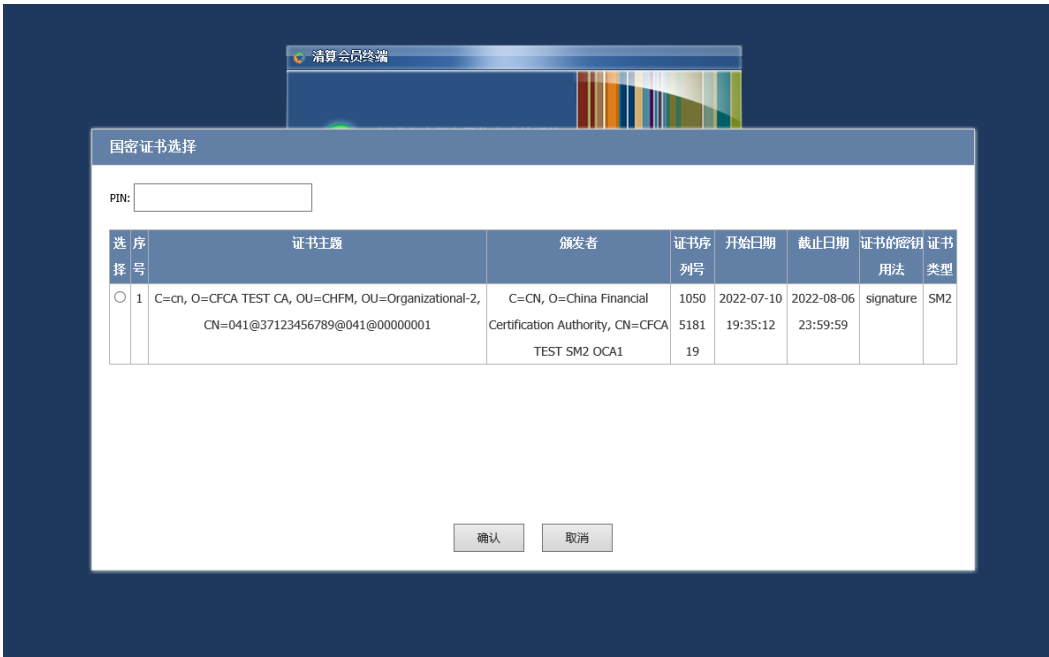 清算会员终端
国密证书选择
PIN:
选择 序号 证书主题 颁发者 证书序列号 开始日期 截止日期 证书的密钥用法 证书类型
1 C=cn, O=CFCA TEST CA, OU=CHFM, OU=Organizational-2, C=CN, O=China Financial 1050 2022-07-10 2022-08-06 signature SM2
CN=041@37123456789@041@00000001 Certification Authority, CN=CFCA 5181 19:35:12 23:59:59
TEST SM2 OCA1 19
确认 取消